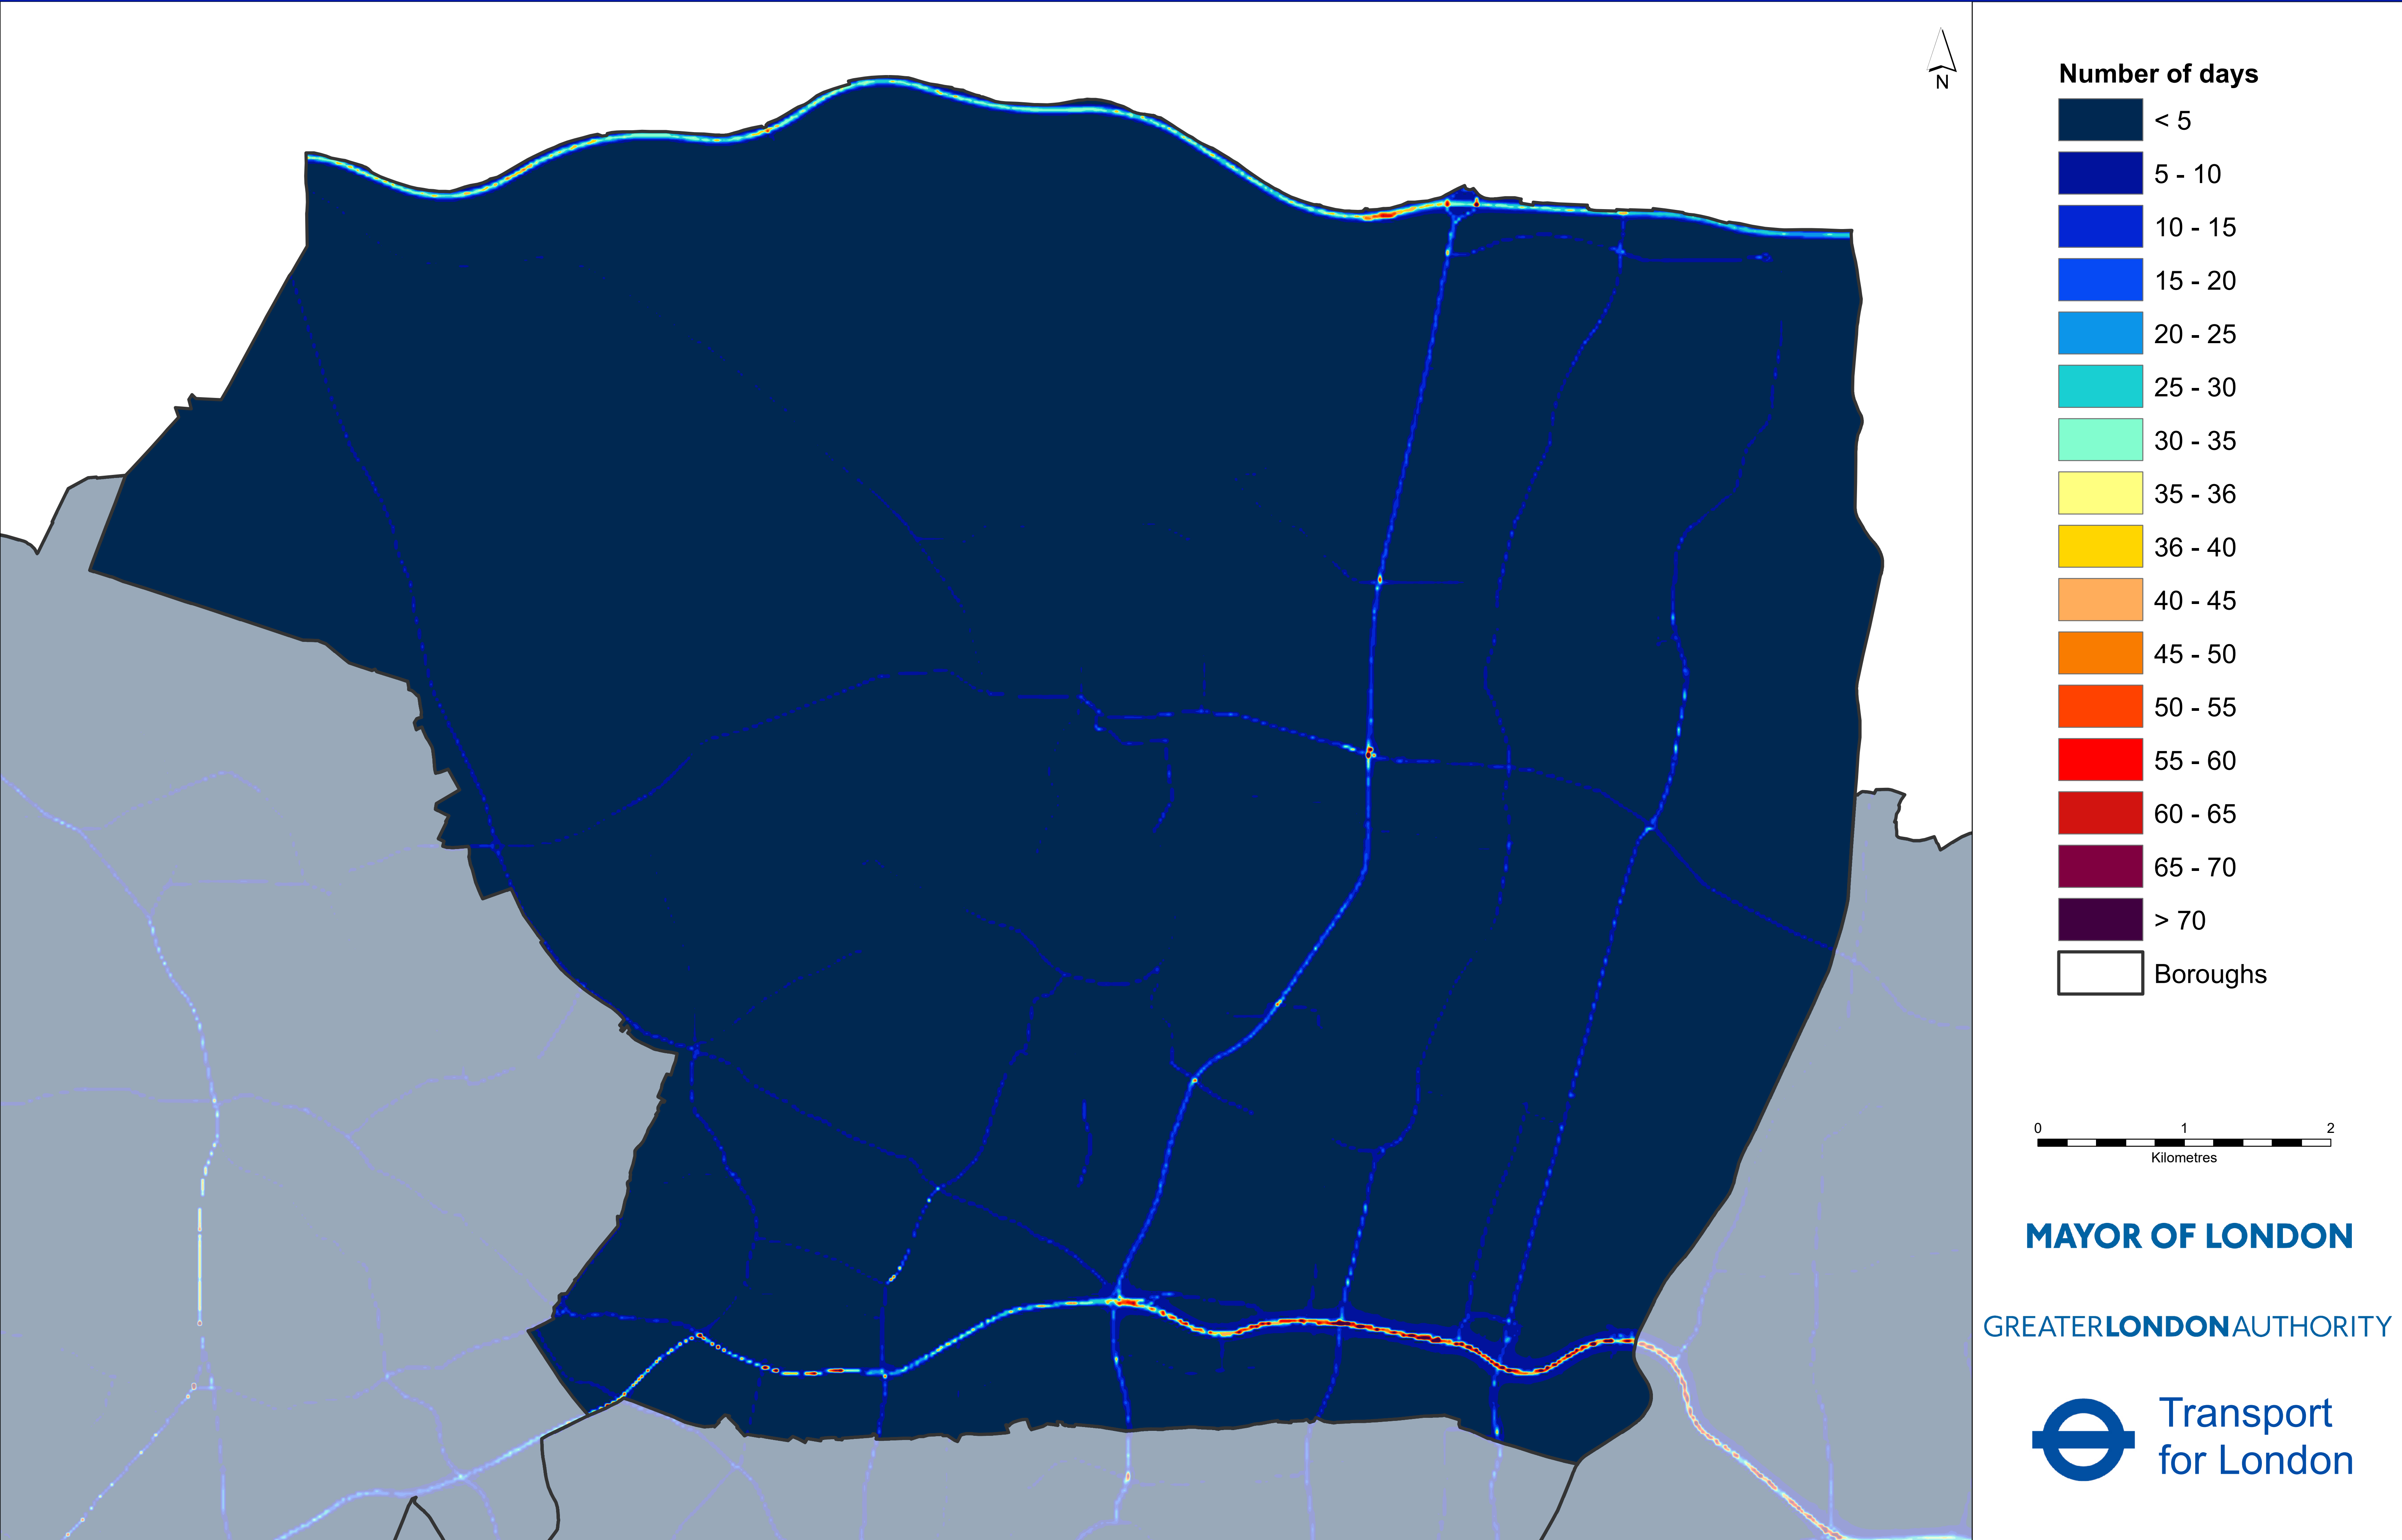 N
Number of days
< 5
5 - 10
10 - 15
15 - 20
20 - 25
25 - 30
30 - 35
35 - 36
36 - 40
40 - 45
45 - 50
50 - 55
55 - 60
60 - 65
65 - 70
> 70
Boroughs
0 1 2
Kilometres
MAYOR OF LONDON
GREATERLONDONAUTHORITY
Transport
for London